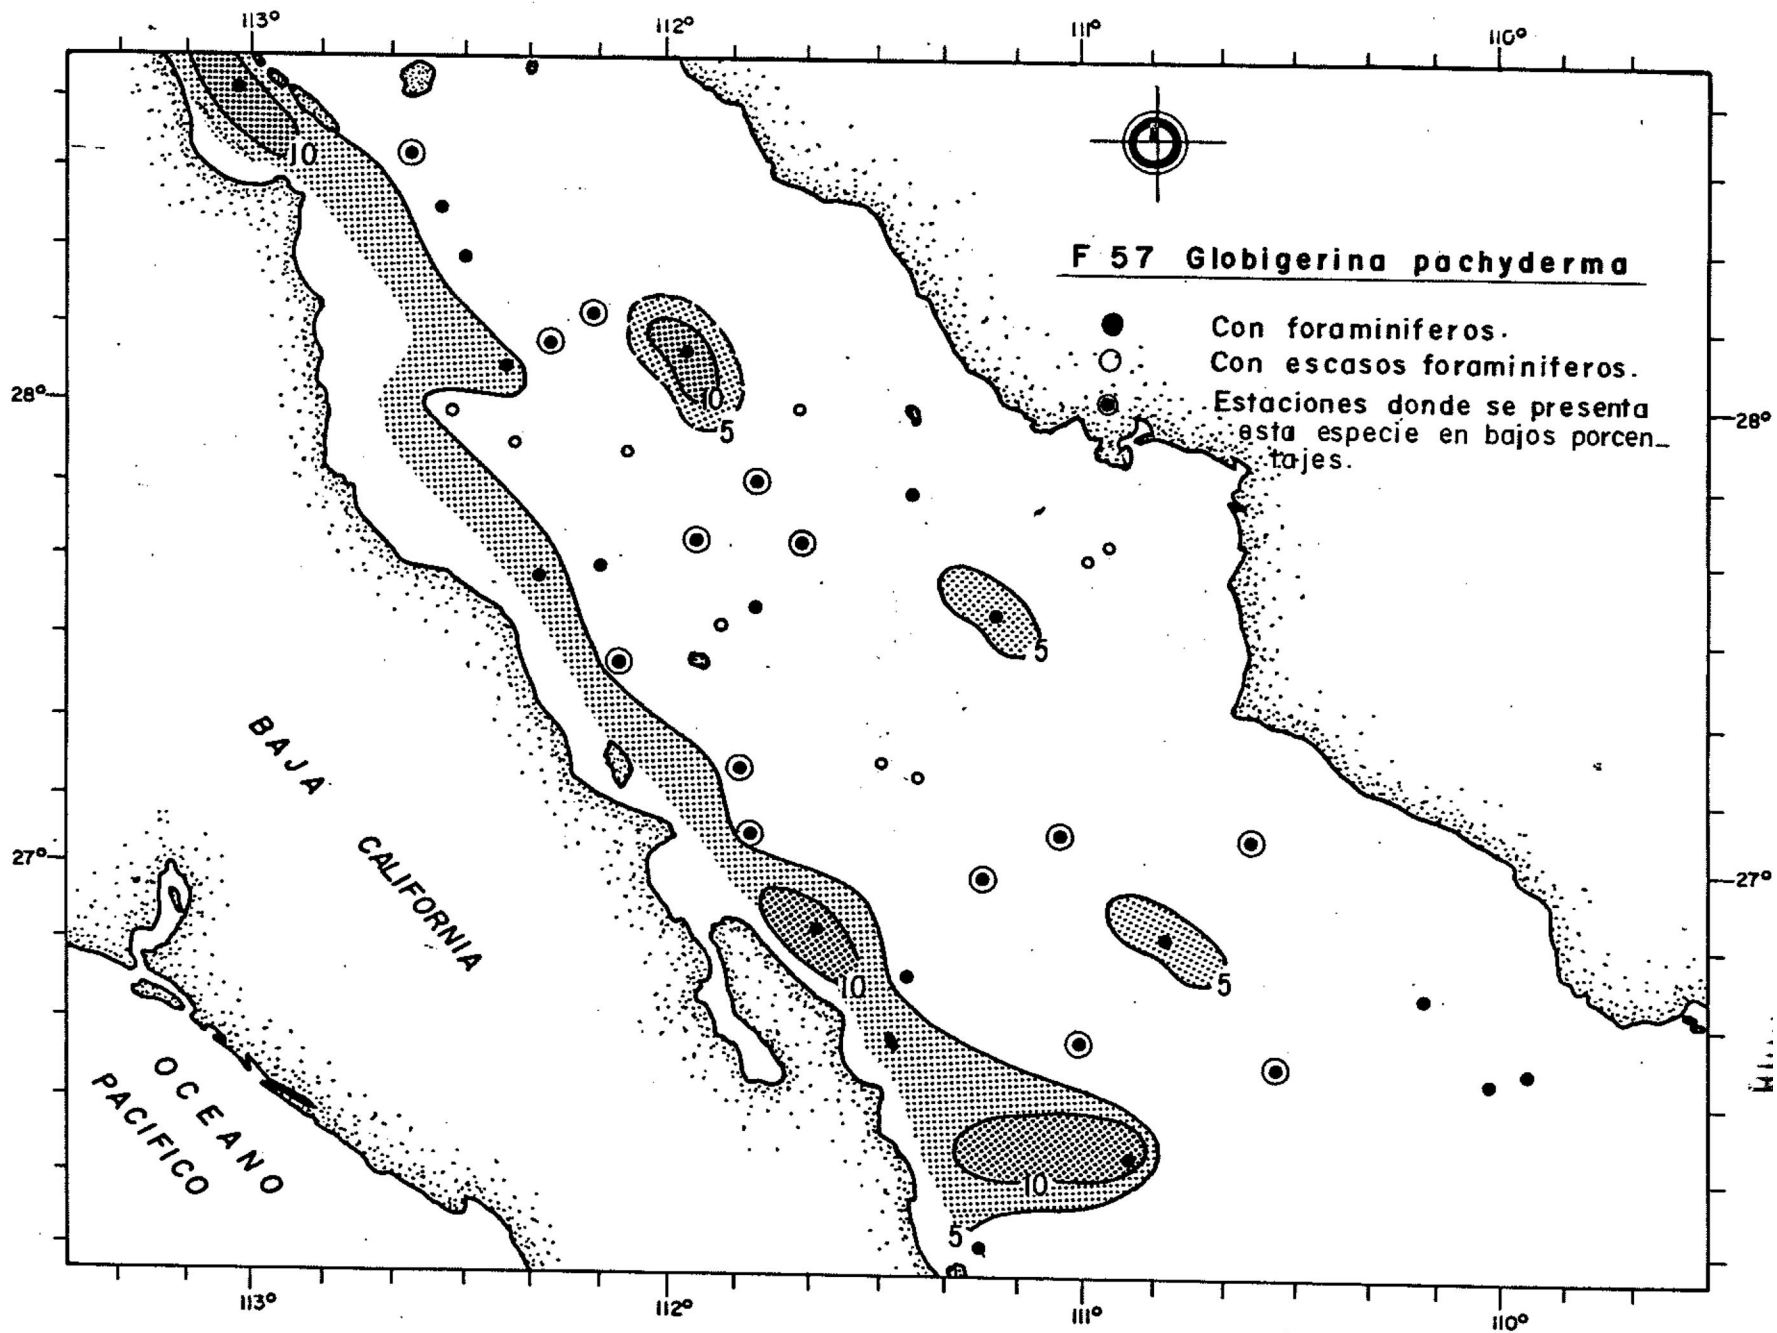 113°
112°
111°
110°
F 57 Globigerina pachyderma
Con foraminiferos.
Con escasos foraminiferos.
Estaciones donde se presenta
esta especie en bajos porcen-
tajes.
28°
28°
27°
27°
10
10
5
5
10
5
10
5
BAJA
CALIFORNIA
OCEANO
PACIFICO
113°
112°
111°
110°